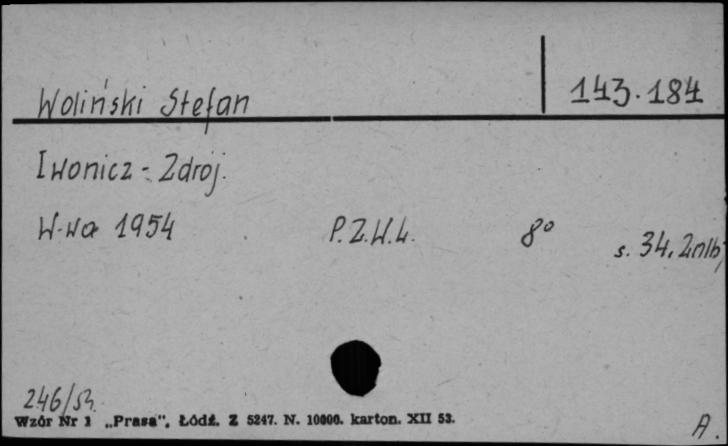 Woliński Stefan 143.184
Iwonicz-Zdrój.
W-wa 1954 P.Z.W.L. 8° s. 34, 2nlb,
246/54.
Wzór Nr 1 „Prasa", Łódź. Z 5247. N. 10000. karton. XII 53.
A.